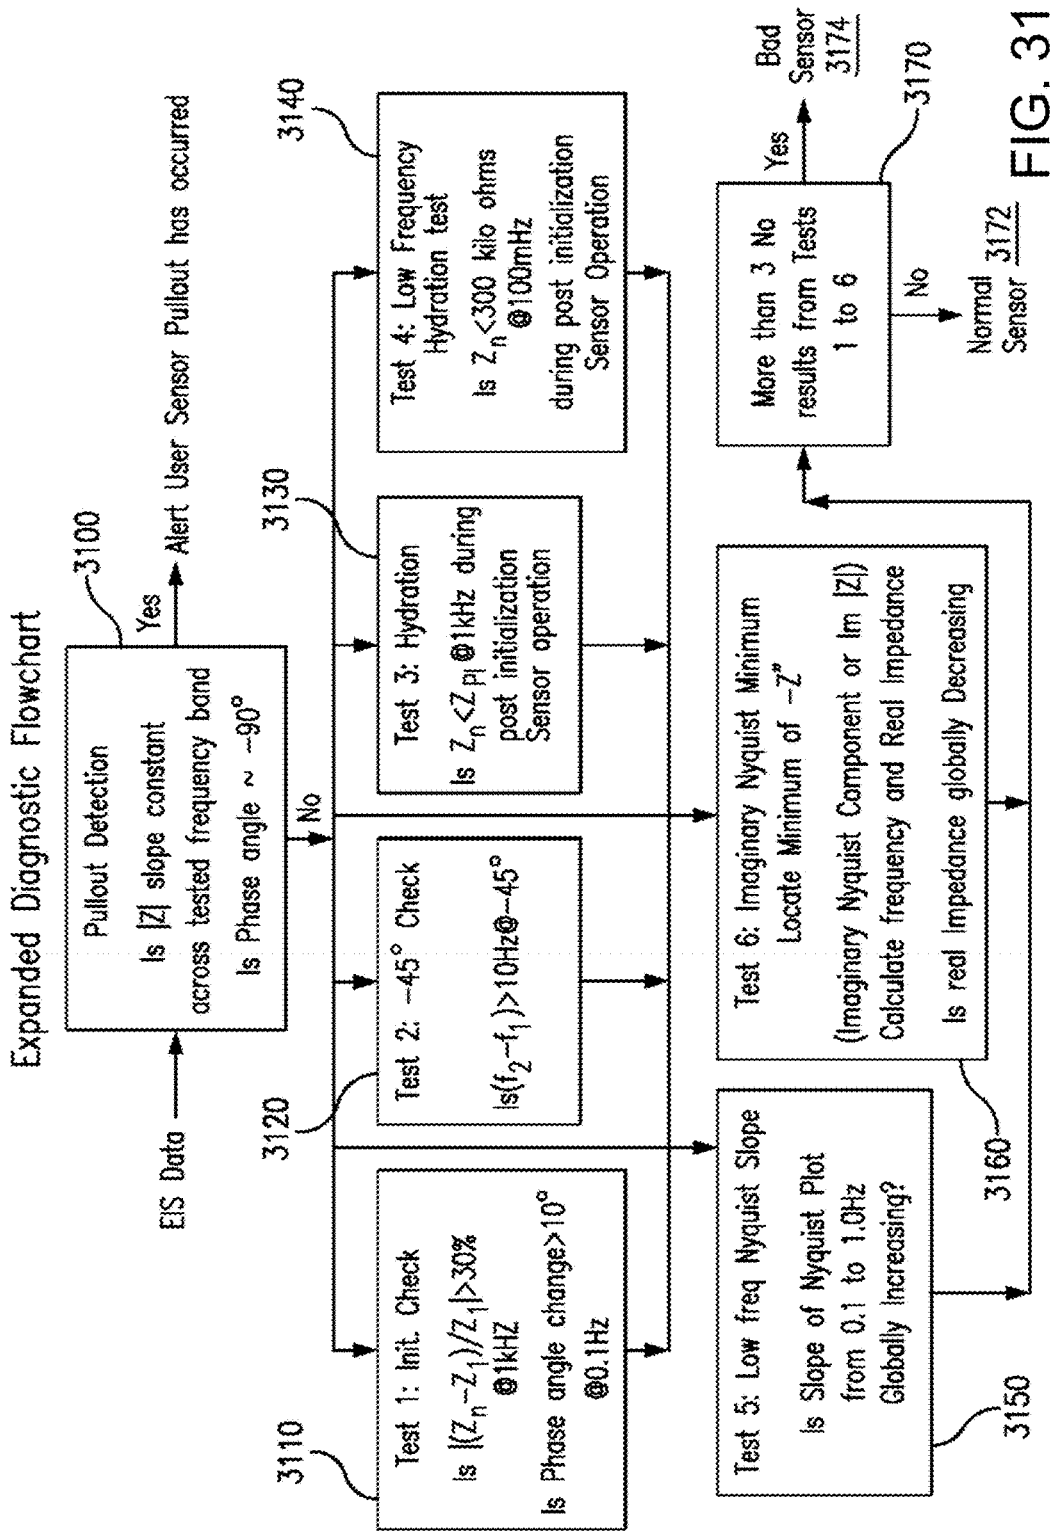 Expanded Diagnostic Flowchart
EIS Data
Pullout Detection
Is |Z| slope constant
across tested frequency band
Is Phase angle ~ −90°
3100
Yes
Alert User Sensor Pullout has occurred
No
3110
Test 1: Init. Check
Is |(Zn−Z1)/Z1|>30%
@1kHZ
Is Phase angle change>10°
@0.1Hz
3120
Test 2: −45° Check
Is(f2−f1)>10Hz@−45°
3130
Test 3: Hydration
Is Zn<ZPI@1kHz during
post initialization
Sensor operation
3140
Test 4: Low Frequency
Hydration test
Is Zn<300 kilo ohms
@100mHz
during post initialization
Sensor Operation
Test 5: Low freq Nyquist Slope
Is Slope of Nyquist Plot
from 0.1 to 1.0Hz
Globally Increasing?
3150
Test 6: Imaginary Nyquist Minimum
Locate Minimum of −Z"
(Imaginary Nyquist Component or Im |Z|)
Calculate frequency and Real Impedance
Is real Impedance globally Decreasing
3160
More than 3 No
results from Tests
1 to 6
3170
Yes
Bad
Sensor
3174
No
Normal
Sensor 3172
FIG. 31